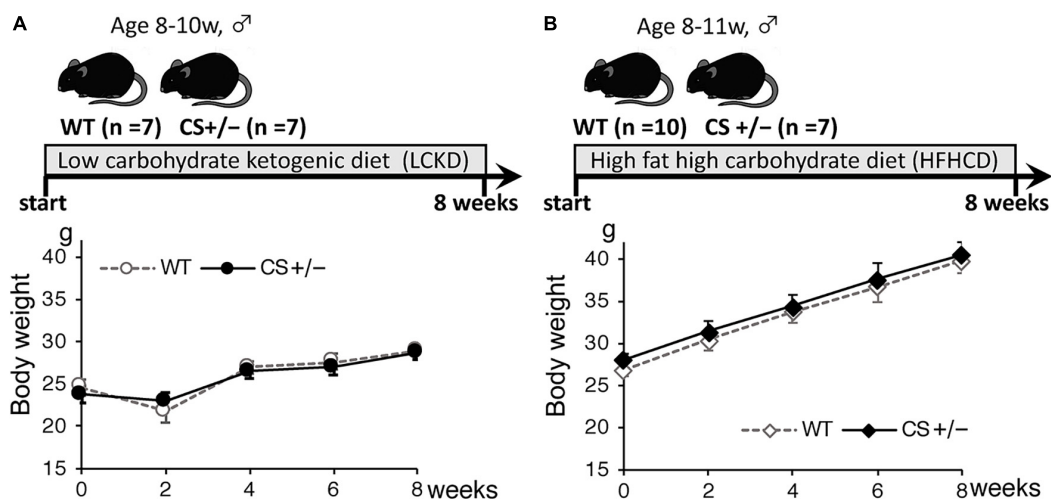 A
Age 8-10w, ♂
WT (n =7) CS+/− (n =7)
Low carbohydrate ketogenic diet (LCKD)
start 8 weeks
g
40
35
30
25
20
15
Body weight
WT CS +/−
0 2 4 6 8 weeks
B
Age 8-11w, ♂
WT (n =10) CS +/− (n =7)
High fat high carbohydrate diet (HFHCD)
start 8 weeks
g
40
35
30
25
20
15
Body weight
WT CS +/−
0 2 4 6 8 weeks